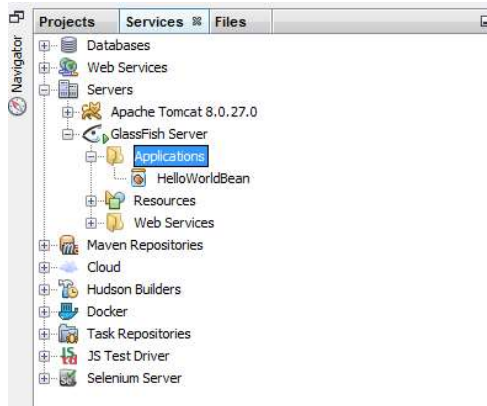 Projects Services Files
Navigator
Databases
Web Services
Servers
Apache Tomcat 8.0.27.0
GlassFish Server
Applications
HelloWorldBean
Resources
Web Services
Maven Repositories
Cloud
Hudson Builders
Docker
Task Repositories
JS Test Driver
Selenium Server